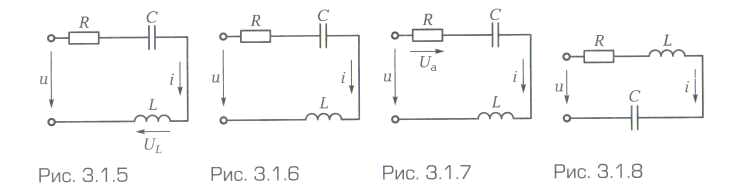 R C
u i
L
U_L
Рис. 3.1.5
R C
u i
L
Рис. 3.1.6
R C
U_a
u i
L
Рис. 3.1.7
R L
u i
C
Рис. 3.1.8